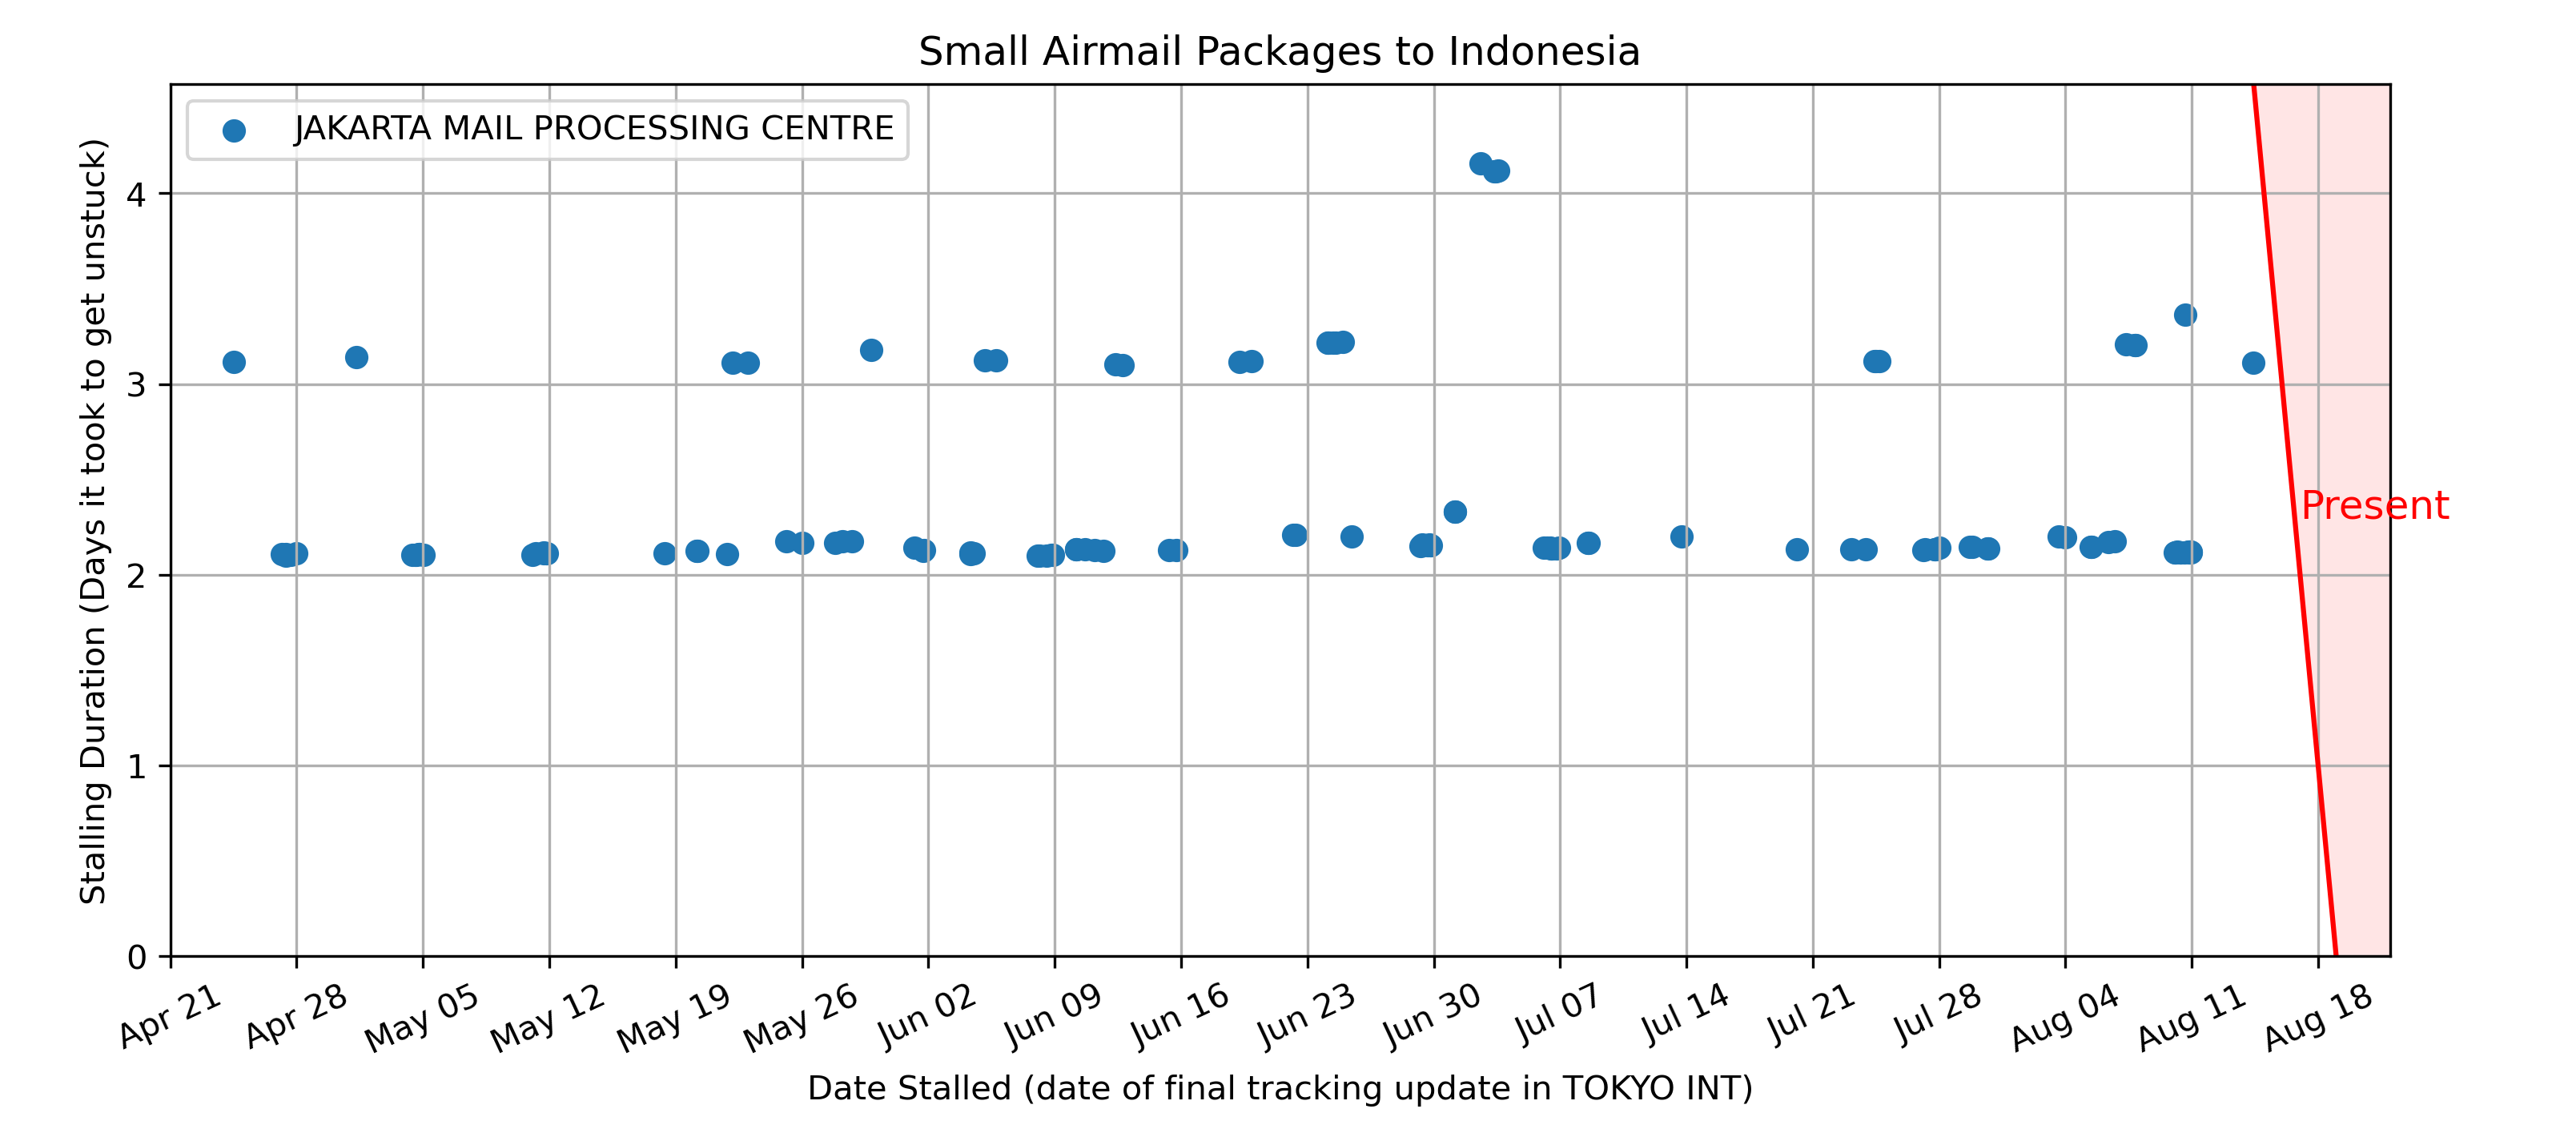 Small Airmail Packages to Indonesia
JAKARTA MAIL PROCESSING CENTRE
Stalling Duration (Days it took to get unstuck)
4
3
2
1
0
Present
Apr 21
Apr 28
May 05
May 12
May 19
May 26
Jun 02
Jun 09
Jun 16
Jun 23
Jun 30
Jul 07
Jul 14
Jul 21
Jul 28
Aug 04
Aug 11
Aug 18
Date Stalled (date of final tracking update in TOKYO INT)